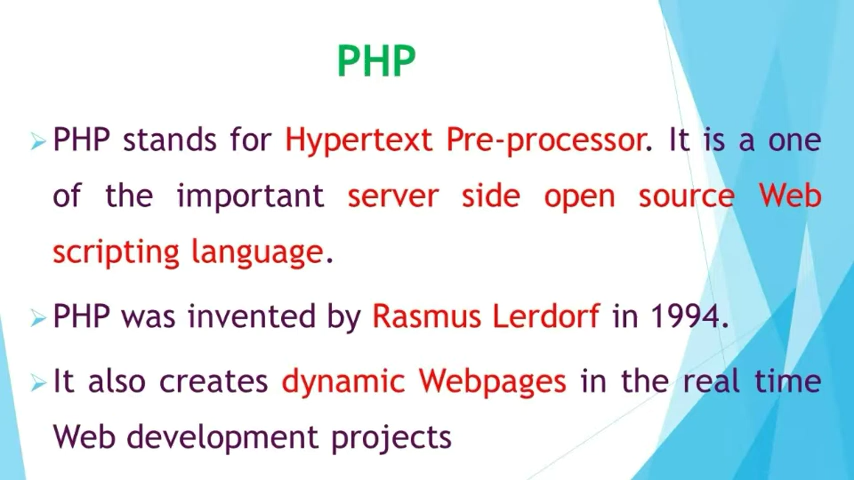 PHP
➢PHP stands for Hypertext Pre-processor. It is a one
of the important server side open source Web
scripting language.
➢PHP was invented by Rasmus Lerdorf in 1994.
➢It also creates dynamic Webpages in the real time
Web development projects